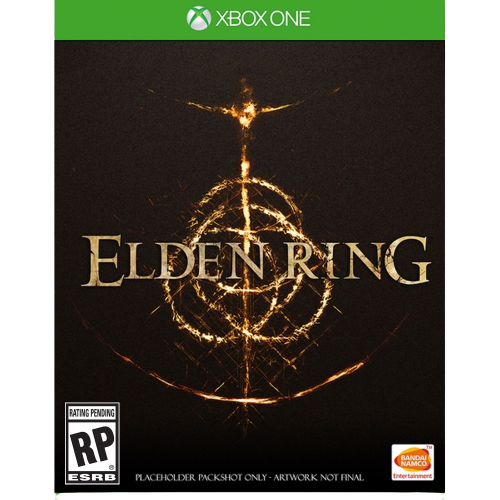 XBOX ONE
ELDEN RING
RATING PENDING
RP
ESRB
PLACEHOLDER PACKSHOT ONLY - ARTWORK NOT FINAL
BANDAI
NAMCO
Entertainment